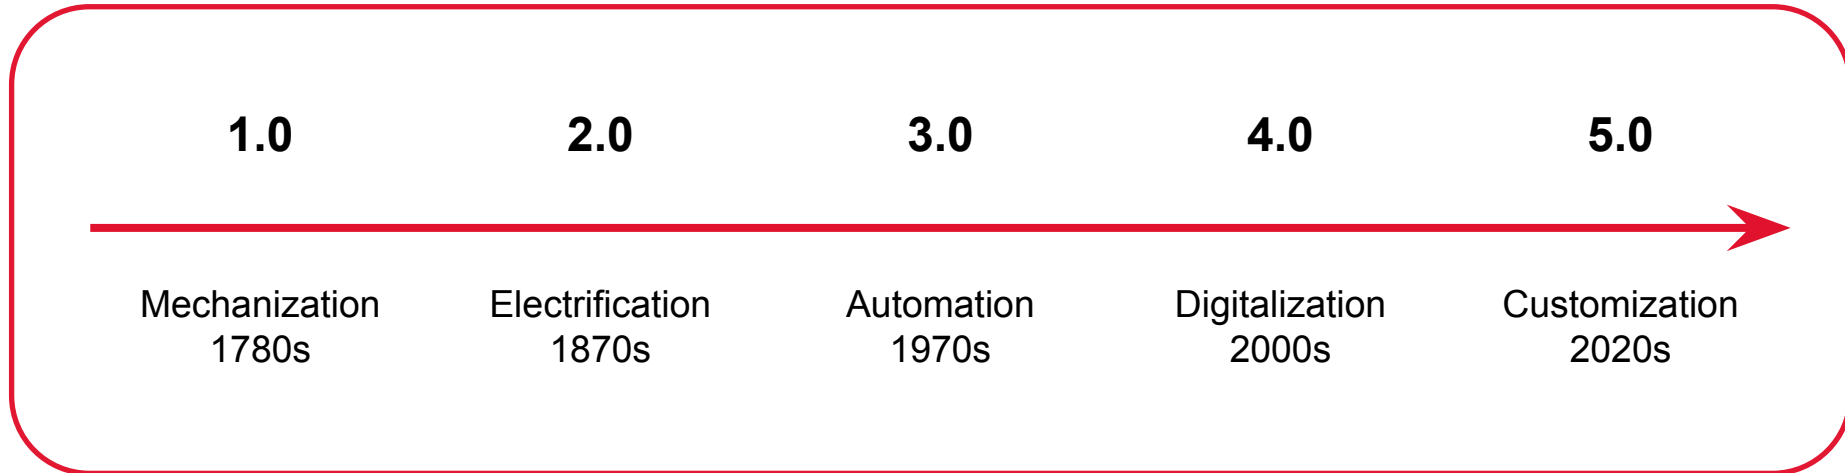 1.0 2.0 3.0 4.0 5.0
Mechanization Electrification Automation Digitalization Customization
1780s 1870s 1970s 2000s 2020s